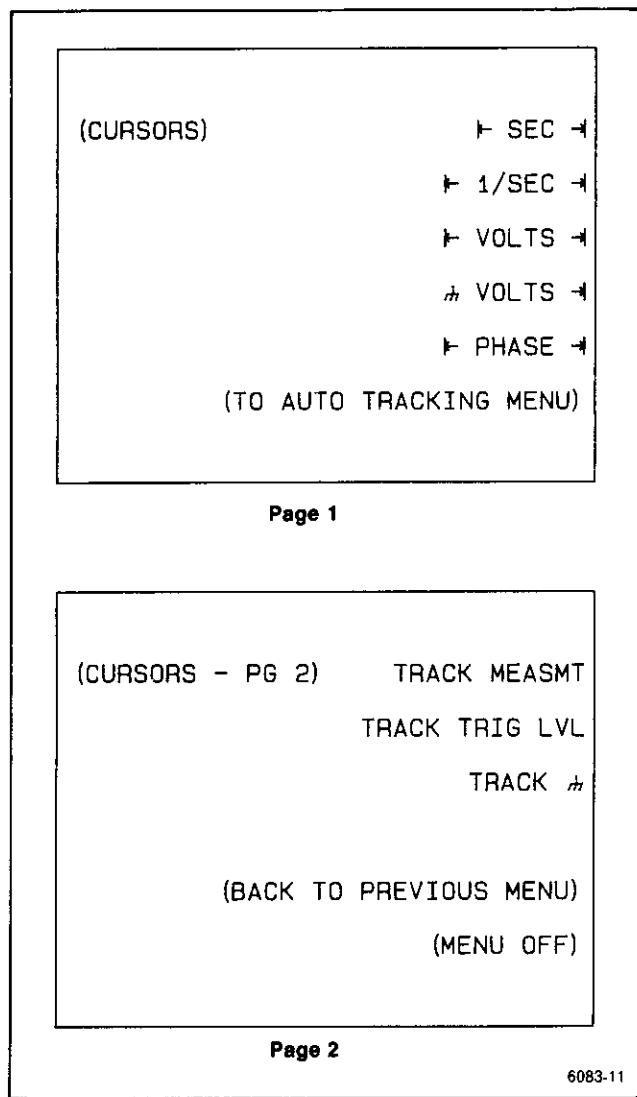 (CURSORS) ⊢ SEC ⊣
⊢ 1/SEC ⊣
⊢ VOLTS ⊣
⏚ VOLTS ⊣
⊢ PHASE ⊣
(TO AUTO TRACKING MENU)
Page 1
(CURSORS - PG 2) TRACK MEASMT
TRACK TRIG LVL
TRACK ⏚
(BACK TO PREVIOUS MENU)
(MENU OFF)
Page 2
6083-11